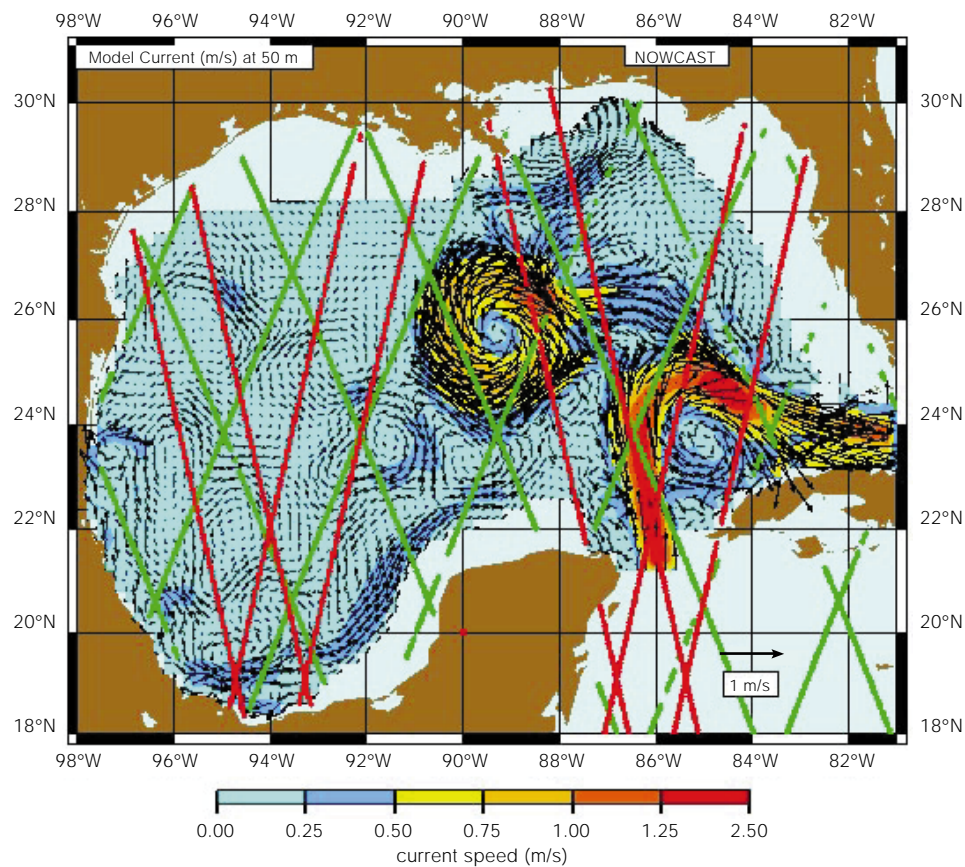 98°W 96°W 94°W 92°W 90°W 88°W 86°W 84°W 82°W
Model Current (m/s) at 50 m NOWCAST
30°N 30°N
28°N 28°N
26°N 26°N
24°N 24°N
22°N 22°N
20°N 20°N
1 m/s
18°N 18°N
98°W 96°W 94°W 92°W 90°W 88°W 86°W 84°W 82°W
0.00 0.25 0.50 0.75 1.00 1.25 2.50
current speed (m/s)